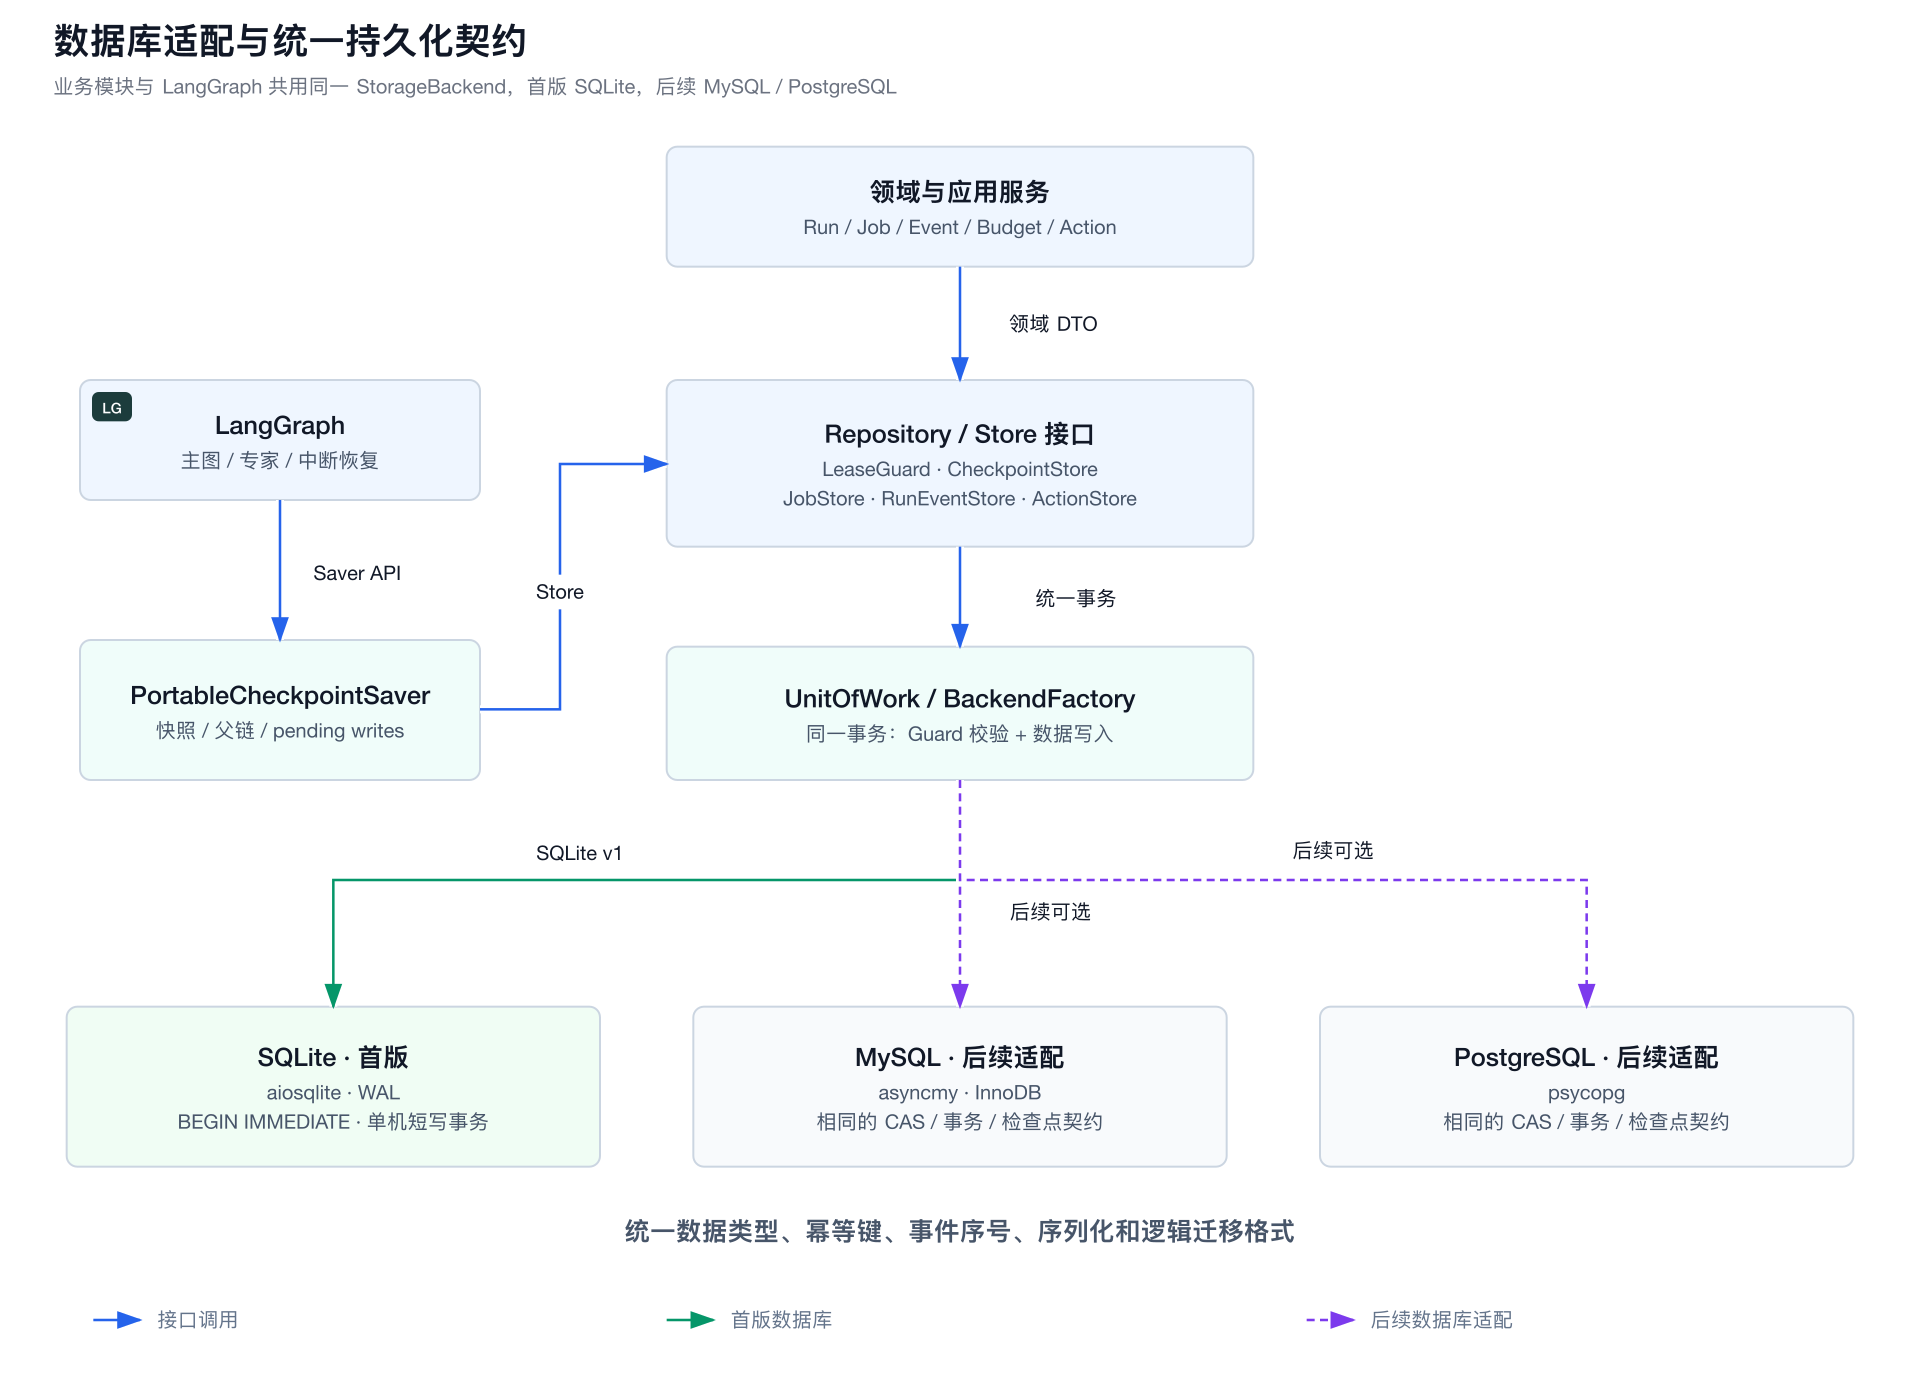 数据库适配与统一持久化契约
业务模块与 LangGraph 共用同一 StorageBackend，首版 SQLite，后续 MySQL / PostgreSQL
领域与应用服务
Run / Job / Event / Budget / Action
领域 DTO
LG
LangGraph
主图 / 专家 / 中断恢复
Repository / Store 接口
LeaseGuard · CheckpointStore
JobStore · RunEventStore · ActionStore
Saver API
Store
统一事务
PortableCheckpointSaver
快照 / 父链 / pending writes
UnitOfWork / BackendFactory
同一事务：Guard 校验 + 数据写入
SQLite v1
后续可选
后续可选
SQLite · 首版
aiosqlite · WAL
BEGIN IMMEDIATE · 单机短写事务
MySQL · 后续适配
asyncmy · InnoDB
相同的 CAS / 事务 / 检查点契约
PostgreSQL · 后续适配
psycopg
相同的 CAS / 事务 / 检查点契约
统一数据类型、幂等键、事件序号、序列化和逻辑迁移格式
接口调用
首版数据库
后续数据库适配